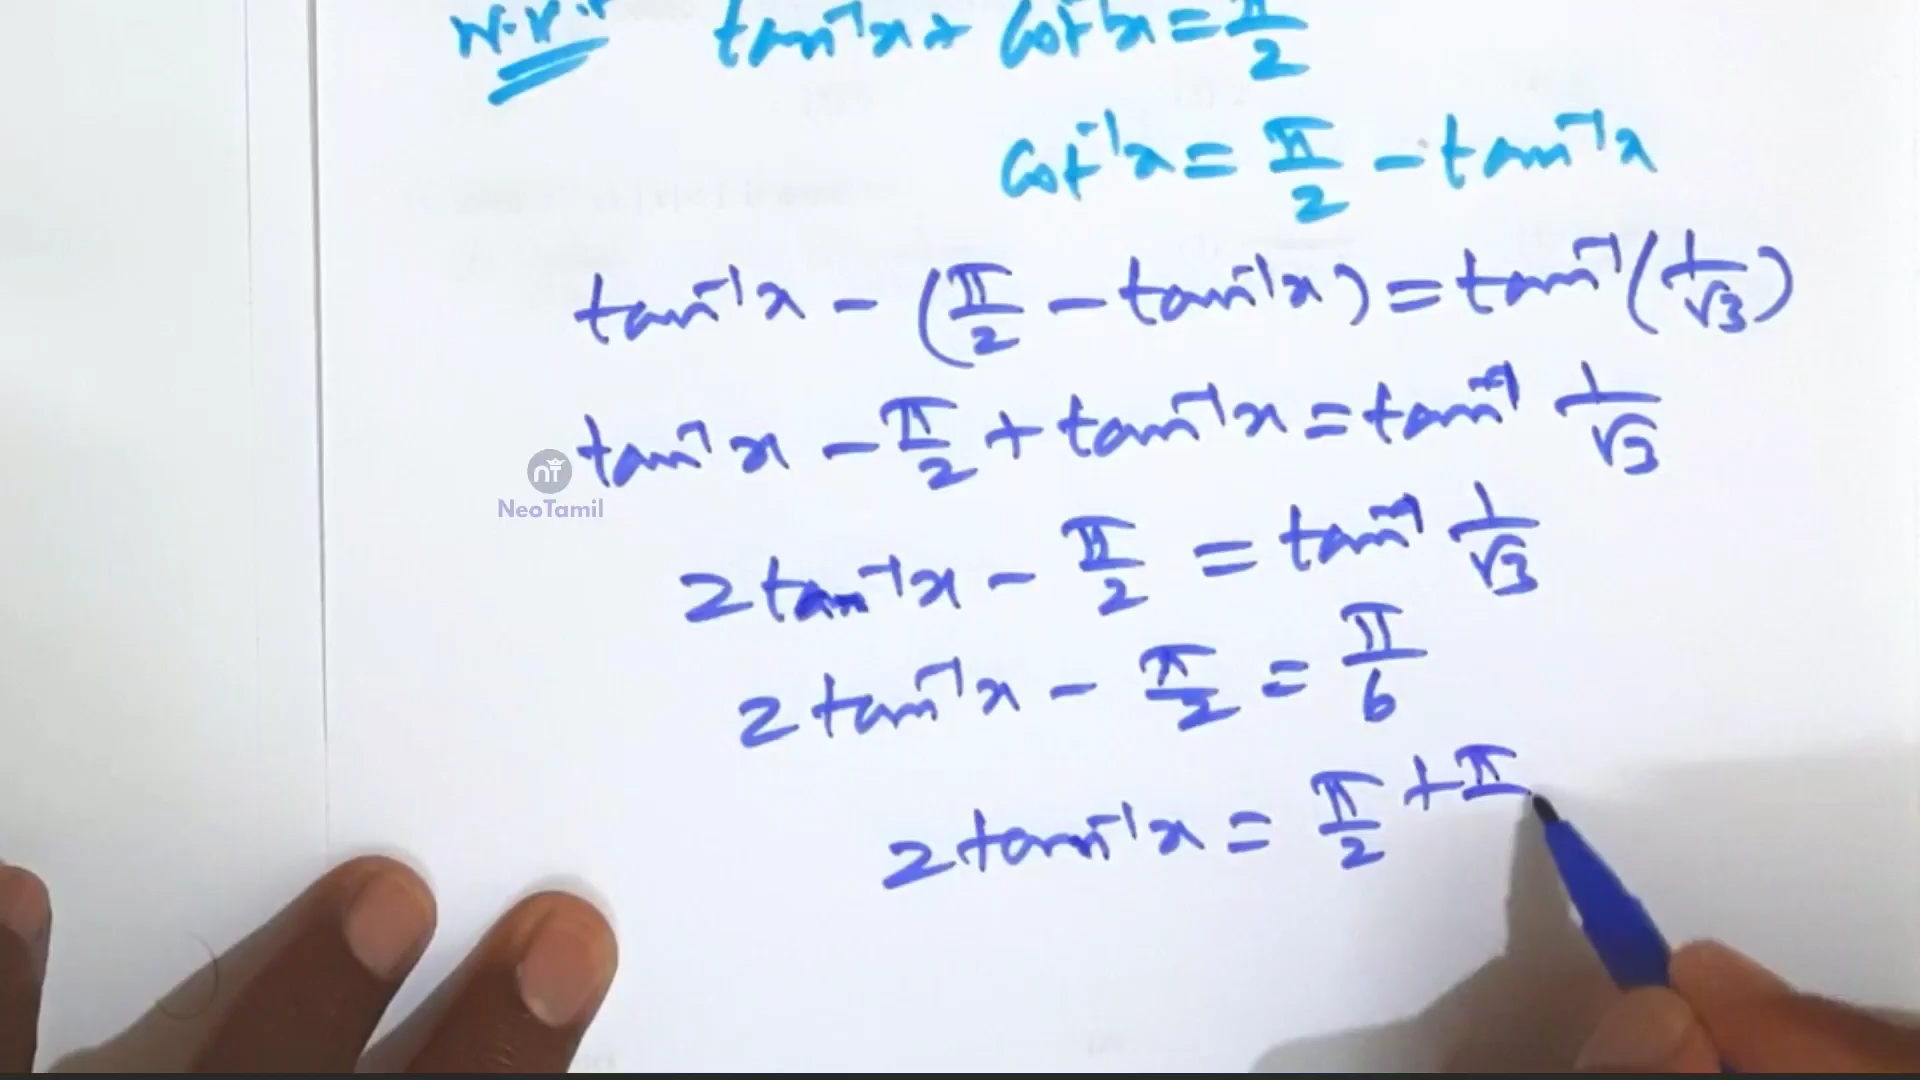 W.K.T tan⁻¹x + cot⁻¹x = π/2
cot⁻¹x = π/2 - tan⁻¹x
tan⁻¹x - (π/2 - tan⁻¹x) = tan⁻¹(1/√3)
tan⁻¹x - π/2 + tan⁻¹x = tan⁻¹ 1/√3
nT
NeoTamil
2tan⁻¹x - π/2 = tan⁻¹ 1/√3
2tan⁻¹x - π/2 = π/6
2tan⁻¹x = π/2 + π